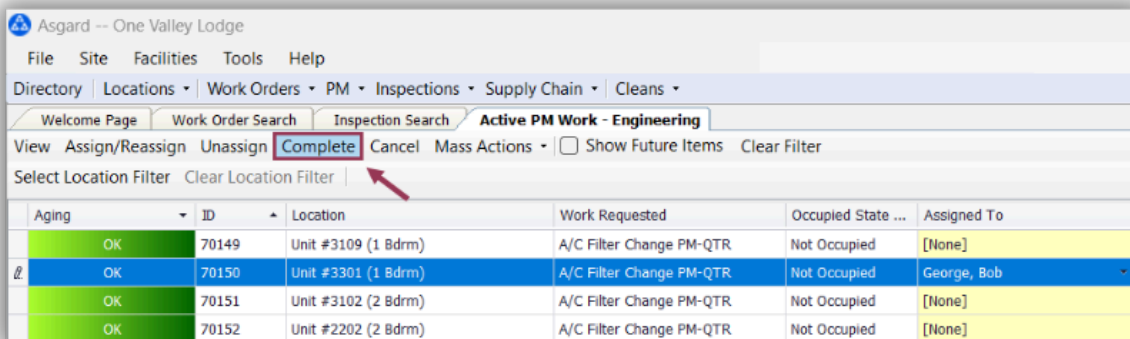 Asgard -- One Valley Lodge
File Site Facilities Tools Help
Directory Locations Work Orders PM Inspections Supply Chain Cleans
Welcome Page Work Order Search Inspection Search Active PM Work - Engineering
View Assign/Reassign Unassign Complete Cancel Mass Actions Show Future Items Clear Filter
Select Location Filter Clear Location Filter
Aging ID Location Work Requested Occupied State ... Assigned To
OK 70149 Unit #3109 (1 Bdrm) A/C Filter Change PM-QTR Not Occupied [None]
OK 70150 Unit #3301 (1 Bdrm) A/C Filter Change PM-QTR Not Occupied George, Bob
OK 70151 Unit #3102 (2 Bdrm) A/C Filter Change PM-QTR Not Occupied [None]
OK 70152 Unit #2202 (2 Bdrm) A/C Filter Change PM-QTR Not Occupied [None]